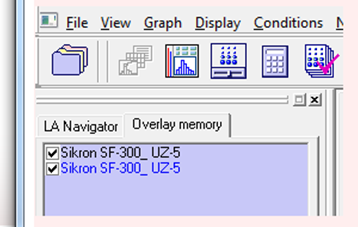 File View Graph Display Conditions
LA Navigator Overlay memory
Sikron SF-300_ UZ-5
Sikron SF-300_ UZ-5